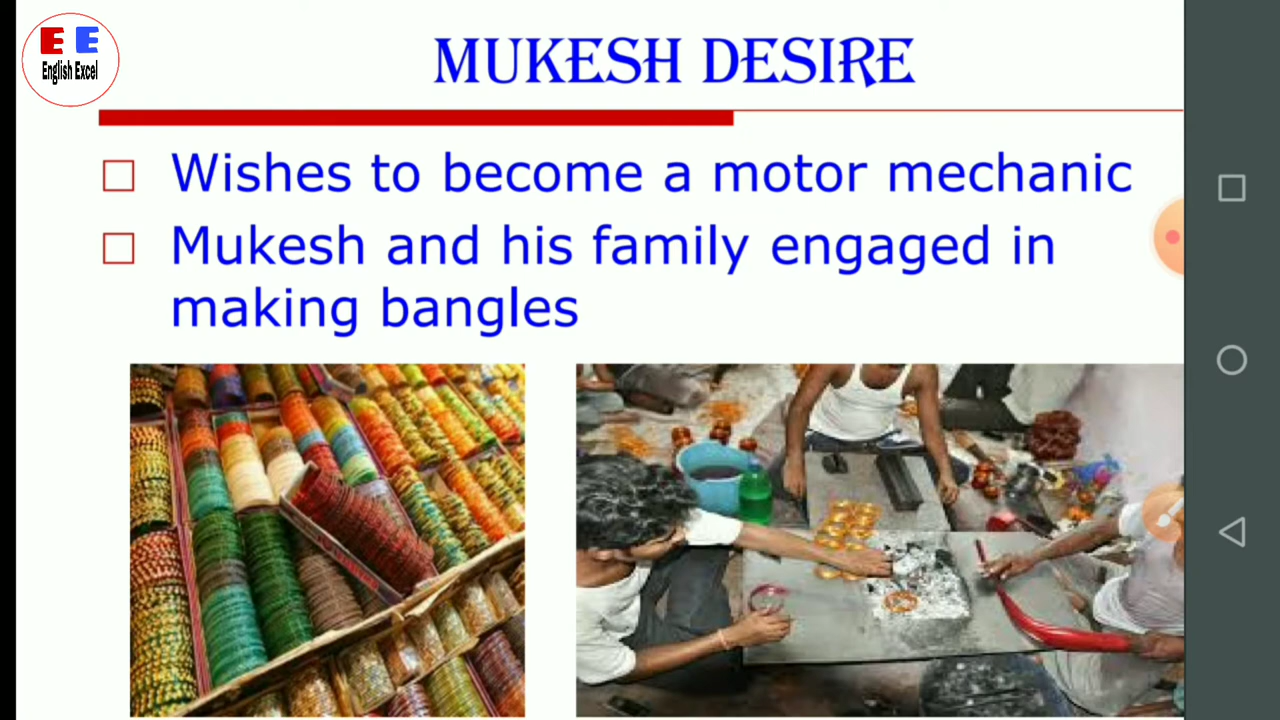 E E
English Excel
MUKESH DESIRE
Wishes to become a motor mechanic
Mukesh and his family engaged in
making bangles